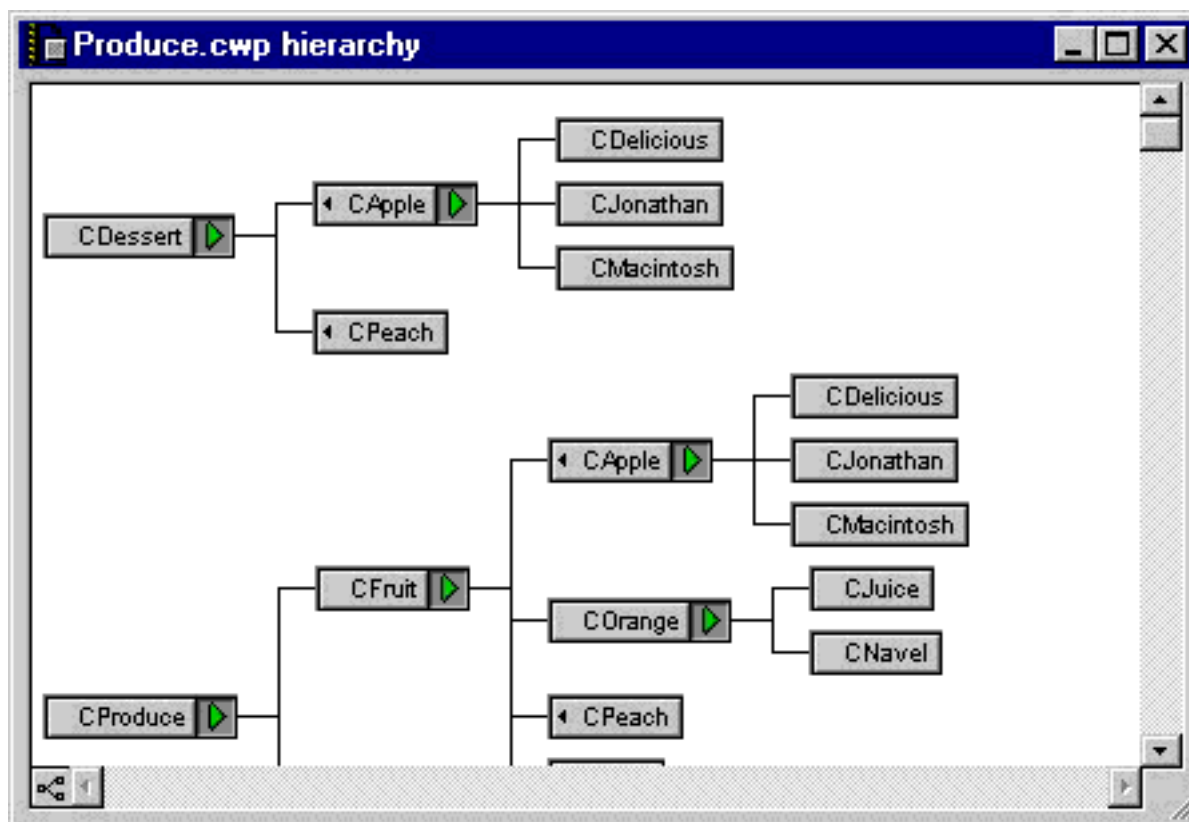 Produce.cwp hierarchy
CDelicious
CApple
CJonathan
CDessert
CMacintosh
CPeach
CDelicious
CApple
CJonathan
CMacintosh
CFruit
CJuice
COrange
CNavel
CProduce
CPeach